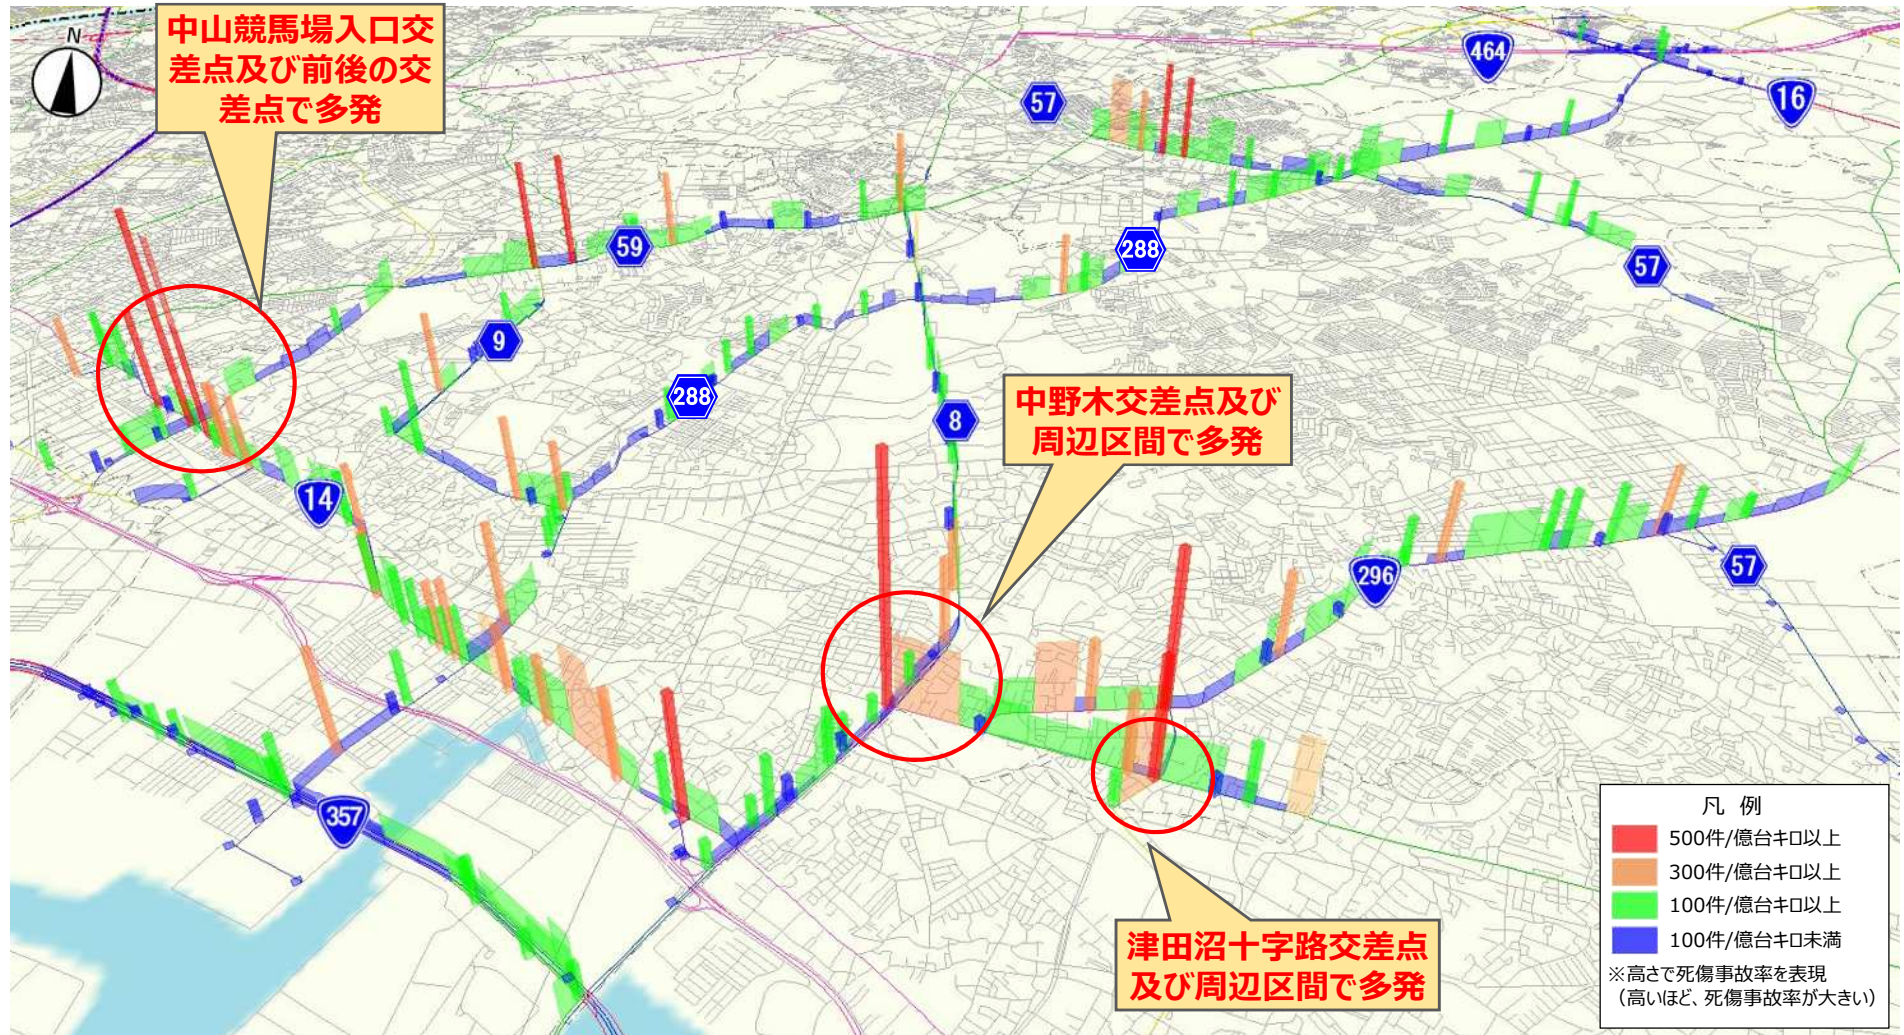 中山競馬場入口交
差点及び前後の交
差点で多発
N
464
57
16
59
288
57
9
288
8
中野木交差点及び
周辺区間で多発
14
296
57
357
津田沼十字路交差点
及び周辺区間で多発
凡 例
500件/億台キロ以上
300件/億台キロ以上
100件/億台キロ以上
100件/億台キロ未満
※高さで死傷事故率を表現
（高いほど、死傷事故率が大きい）